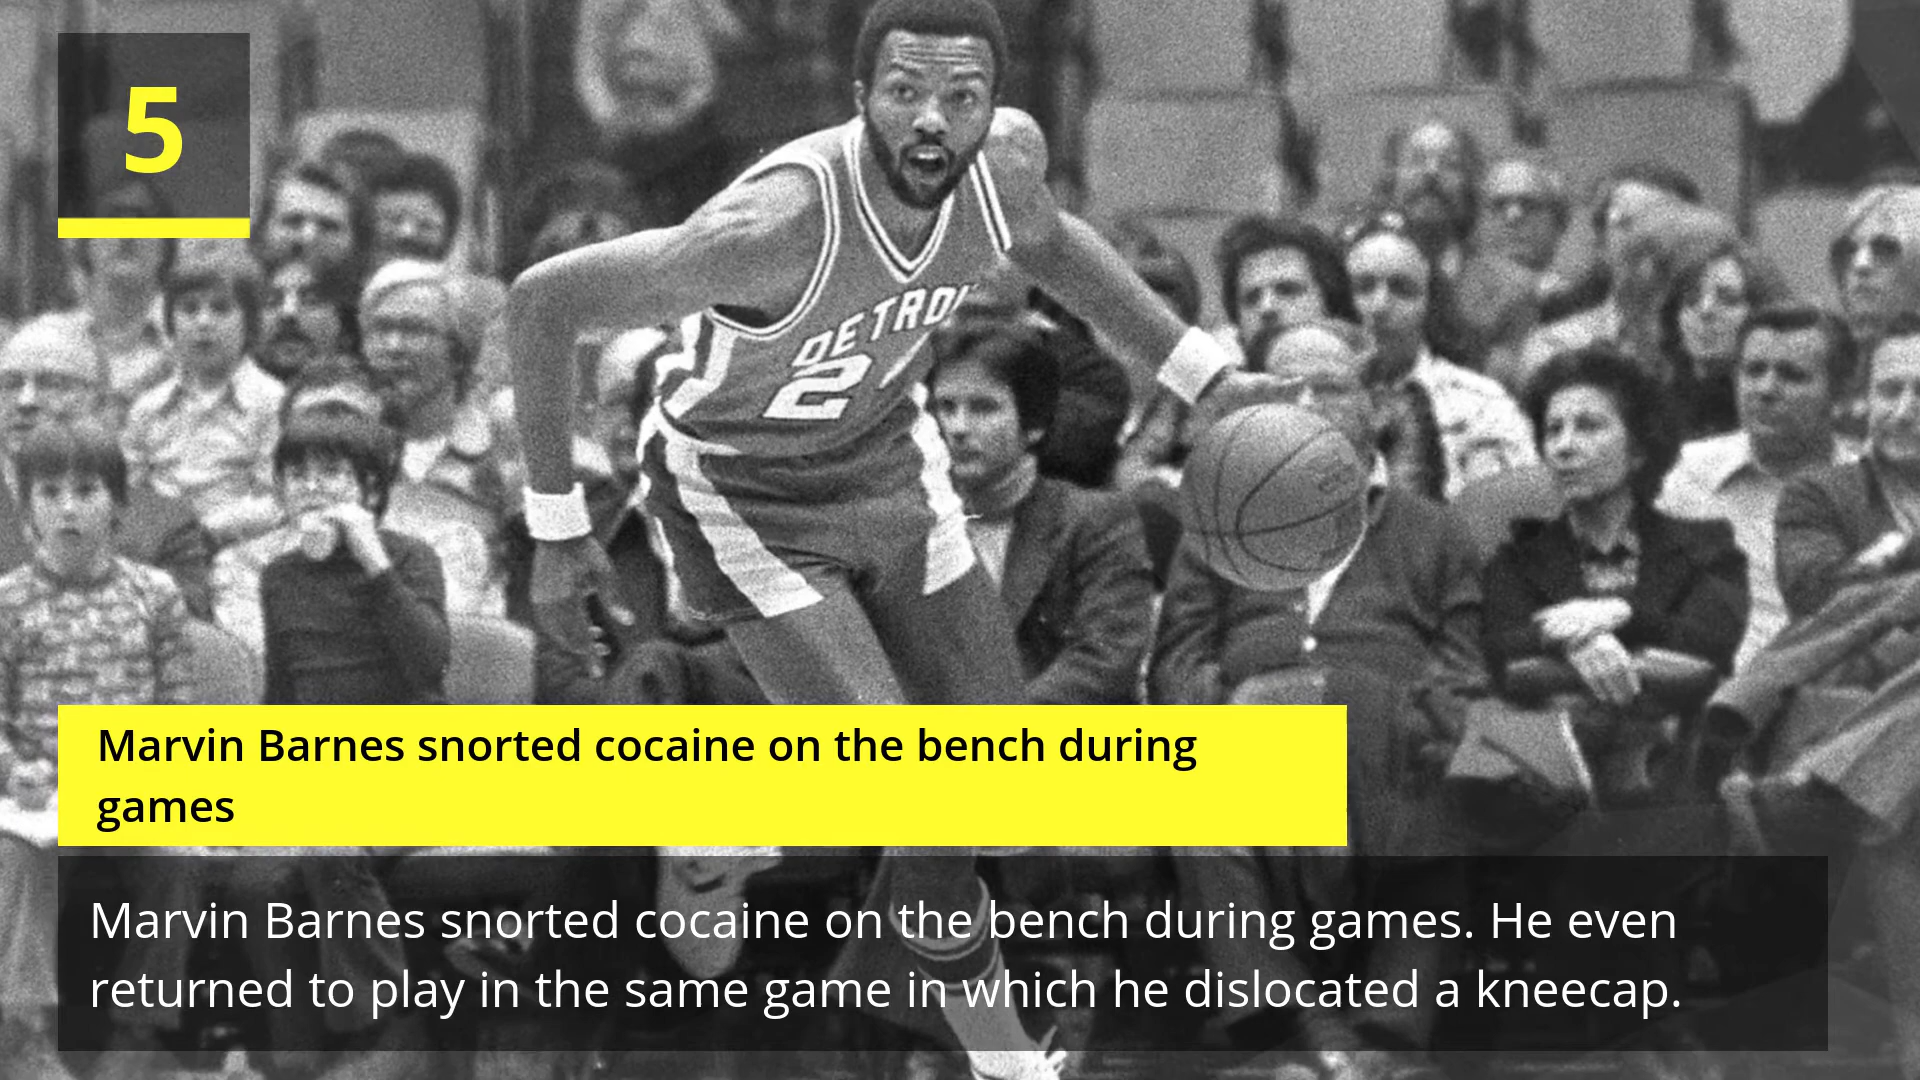 5
DETROI
2
Marvin Barnes snorted cocaine on the bench during
games
Marvin Barnes snorted cocaine on the bench during games. He even
returned to play in the same game in which he dislocated a kneecap.